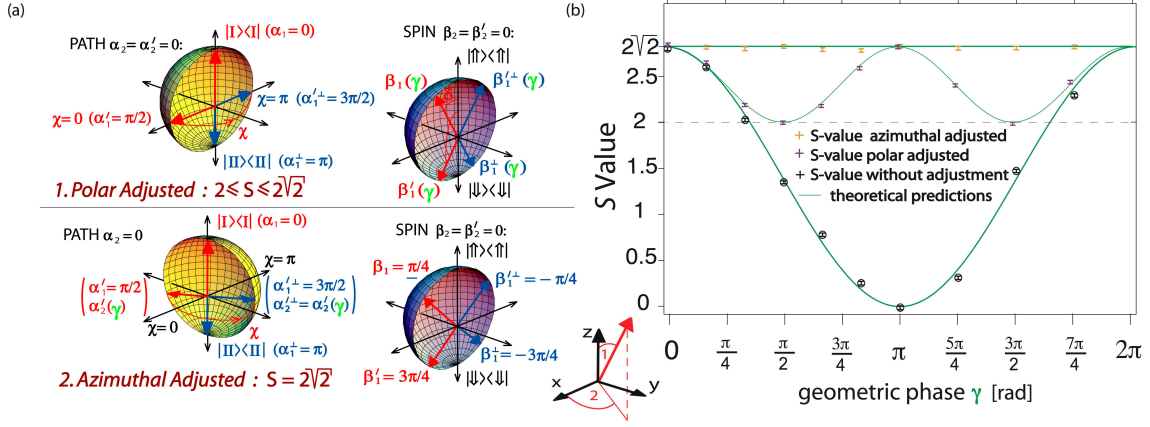 (a)
PATH α₂ = α₂′ = 0:
|I><I| (α₁ = 0)
χ = π (α₁′⊥ = 3π/2)
χ = 0 (α₁′ = π/2)
χ
|II><II| (α₁⊥ = π)
SPIN β₂ = β₂′ = 0:
|⇑><⇑|
β₁(γ)
β₁′⊥(γ)
β₁⊥(γ)
β₁′(γ)
|⇓><⇓|
1. Polar Adjusted : 2 ⩽ S ⩽ 2√2
PATH α₂ = 0
|I><I| (α₁ = 0)
χ = π
(α₁′ = π/2
α₂′(γ))
(α₁′⊥ = 3π/2
α₂′⊥ = α₂′(γ))
χ = 0
χ
|II><II| (α₁⊥ = π)
SPIN β₂ = β₂′ = 0:
|⇑><⇑|
β₁ = π/4
β₁′⊥ = − π/4
β₁⊥ = −3π/4
β₁′ = 3π/4
|⇓><⇓|
2. Azimuthal Adjusted : S = 2√2
z
1
x
2
y
(b)
S Value
2√2
2.5
2
1.5
1
0.5
0
S-value azimuthal adjusted
S-value polar adjusted
S-value without adjustment
theoretical predictions
0 π/4 π/2 3π/4 π 5π/4 3π/2 7π/4 2π
geometric phase γ [rad]